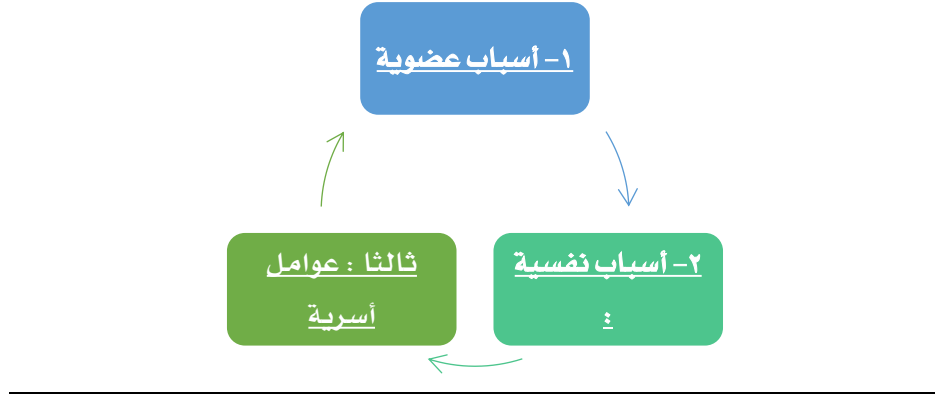 ١- أسباب عضوية
٢- أسباب نفسية
:
ثالثا : عوامل
أسرية